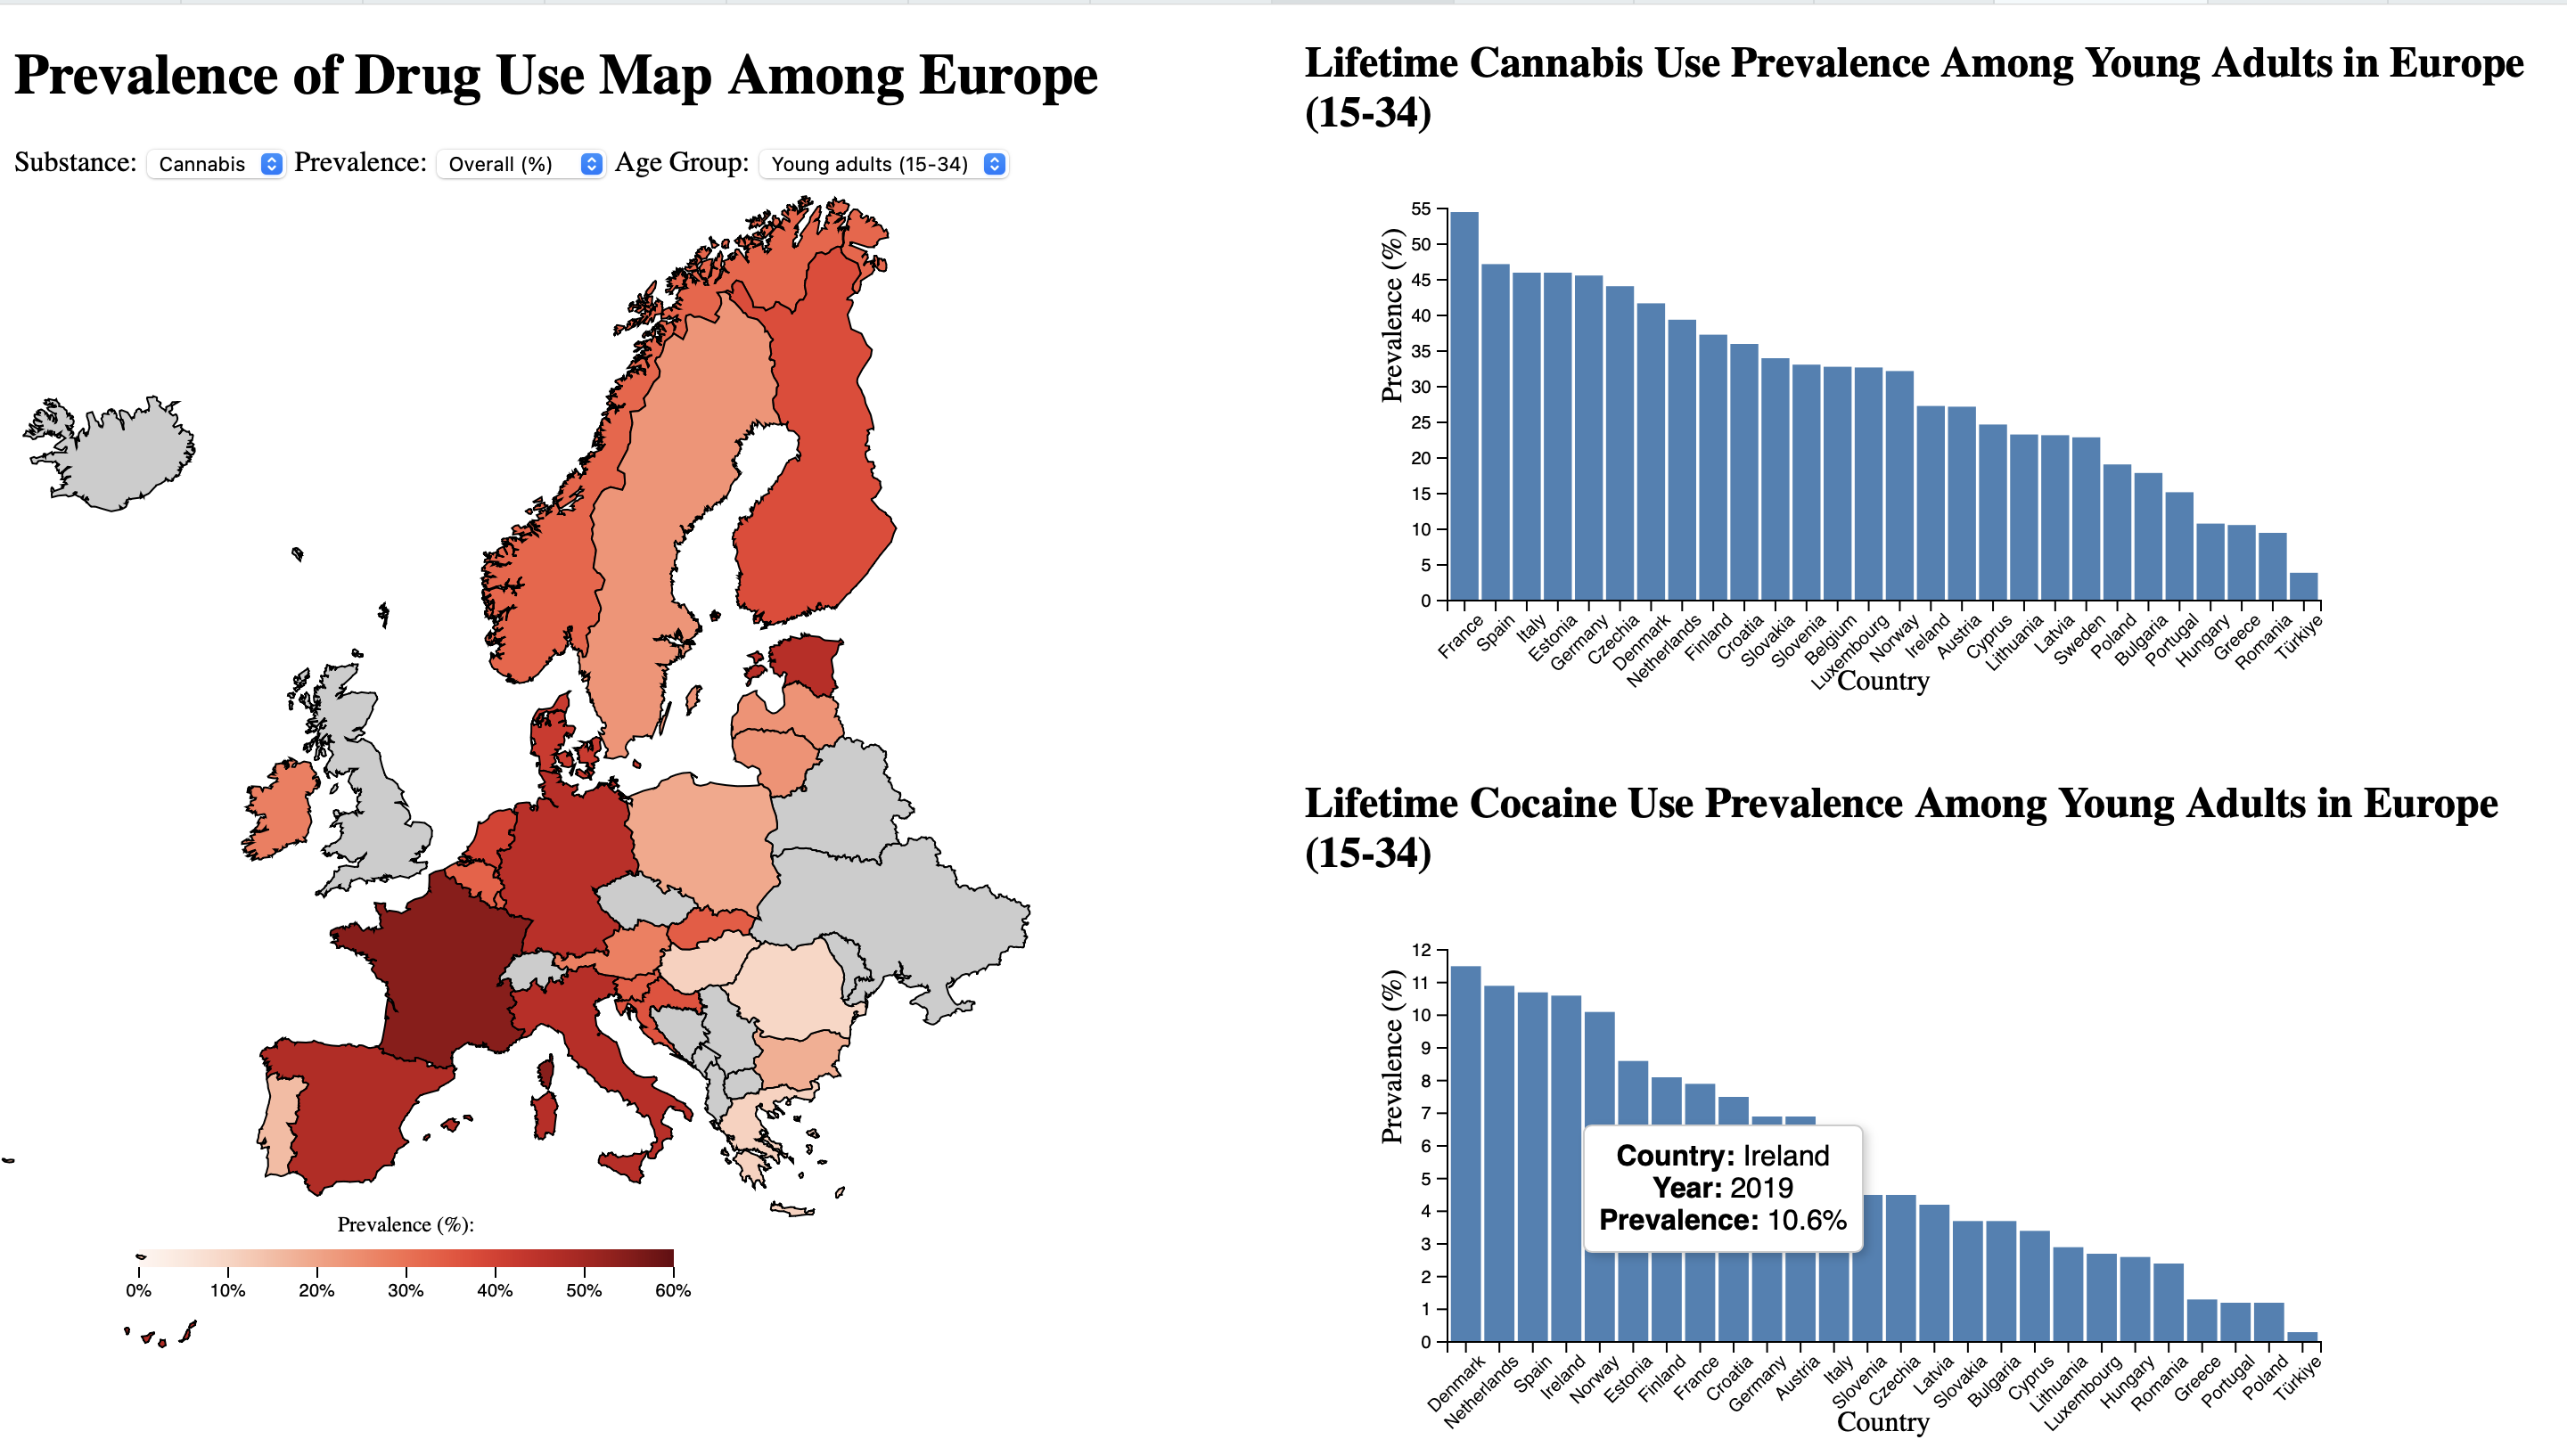 Prevalence of Drug Use Map Among Europe
Substance: Cannabis Prevalence: Overall (%) Age Group: Young adults (15-34)
Prevalence (%):
0% 10% 20% 30% 40% 50% 60%
Lifetime Cannabis Use Prevalence Among Young Adults in Europe
(15-34)
Prevalence (%)
55
50
45
40
35
30
25
20
15
10
5
0
France Spain Italy Estonia Germany Czechia Denmark Netherlands Finland Croatia Slovakia Slovenia Belgium Luxembourg Norway Ireland Austria Cyprus Lithuania Latvia Sweden Poland Bulgaria Portugal Hungary Greece Romania Türkiye
Country
Lifetime Cocaine Use Prevalence Among Young Adults in Europe
(15-34)
Prevalence (%)
12
11
10
9
8
7
6
5
4
3
2
1
0
Country: Ireland
Year: 2019
Prevalence: 10.6%
Denmark Netherlands Spain Ireland Norway Estonia Finland France Croatia Germany Austria Italy Slovenia Czechia Latvia Slovakia Bulgaria Cyprus Lithuania Luxembourg Hungary Romania Greece Portugal Poland Türkiye
Country